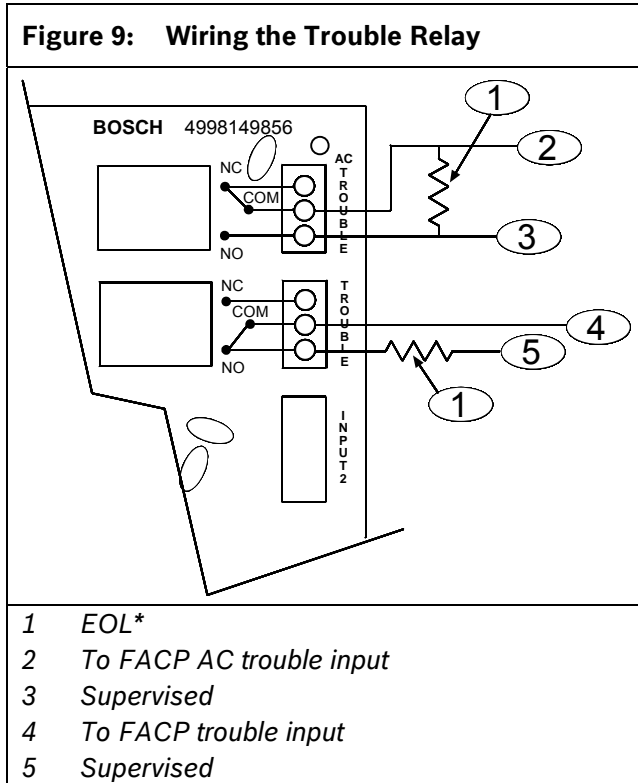 Figure 9: Wiring the Trouble Relay
BOSCH 4998149856
1
2
3
NC
COM
NO
AC
TROUBLE
NC
COM
NO
TROUBLE
4
5
1
INPUT2
1 EOL*
2 To FACP AC trouble input
3 Supervised
4 To FACP trouble input
5 Supervised